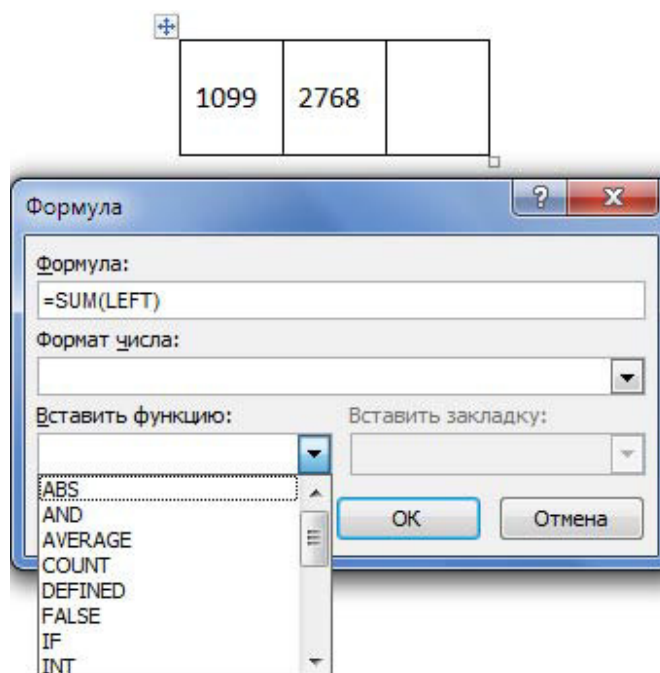 1099 2768
Формула
?
Формула:
=SUM(LEFT)
Формат числа:
Вставить функцию: Вставить закладку:
ABS
AND
AVERAGE
COUNT
DEFINED
FALSE
IF
INT
ОК Отмена